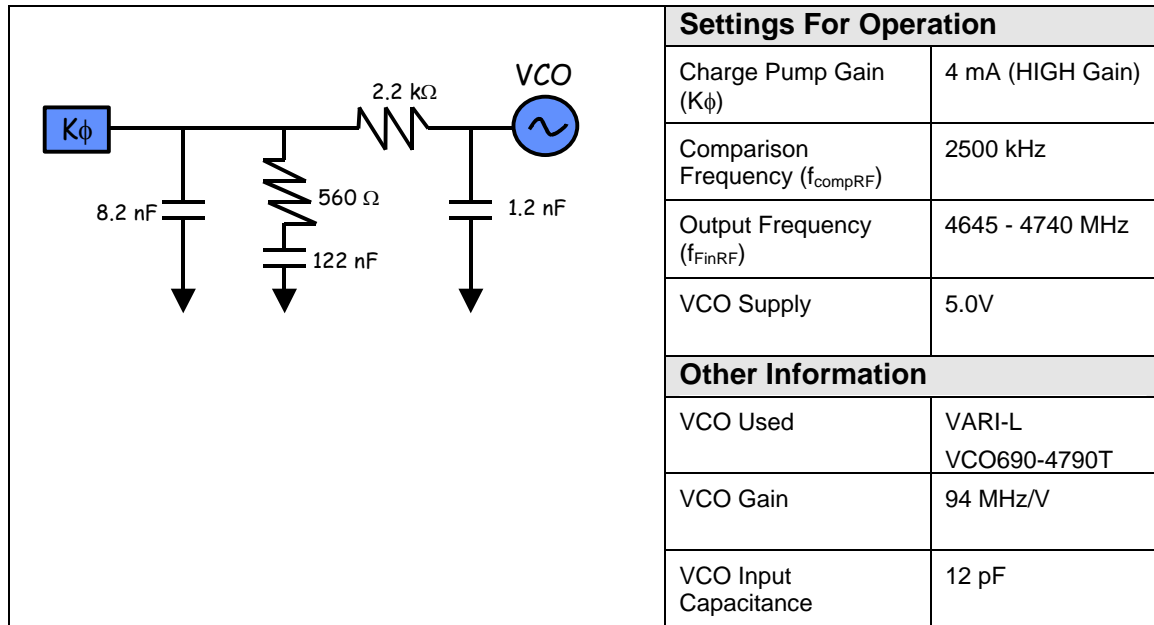 VCO
2.2 kΩ
Kϕ
560 Ω
8.2 nF
1.2 nF
122 nF
Settings For Operation
Charge Pump Gain (Kϕ)
4 mA (HIGH Gain)
Comparison Frequency (fcompRF)
2500 kHz
Output Frequency (fFinRF)
4645 - 4740 MHz
VCO Supply
5.0V
Other Information
VCO Used
VARI-L
VCO690-4790T
VCO Gain
94 MHz/V
VCO Input Capacitance
12 pF